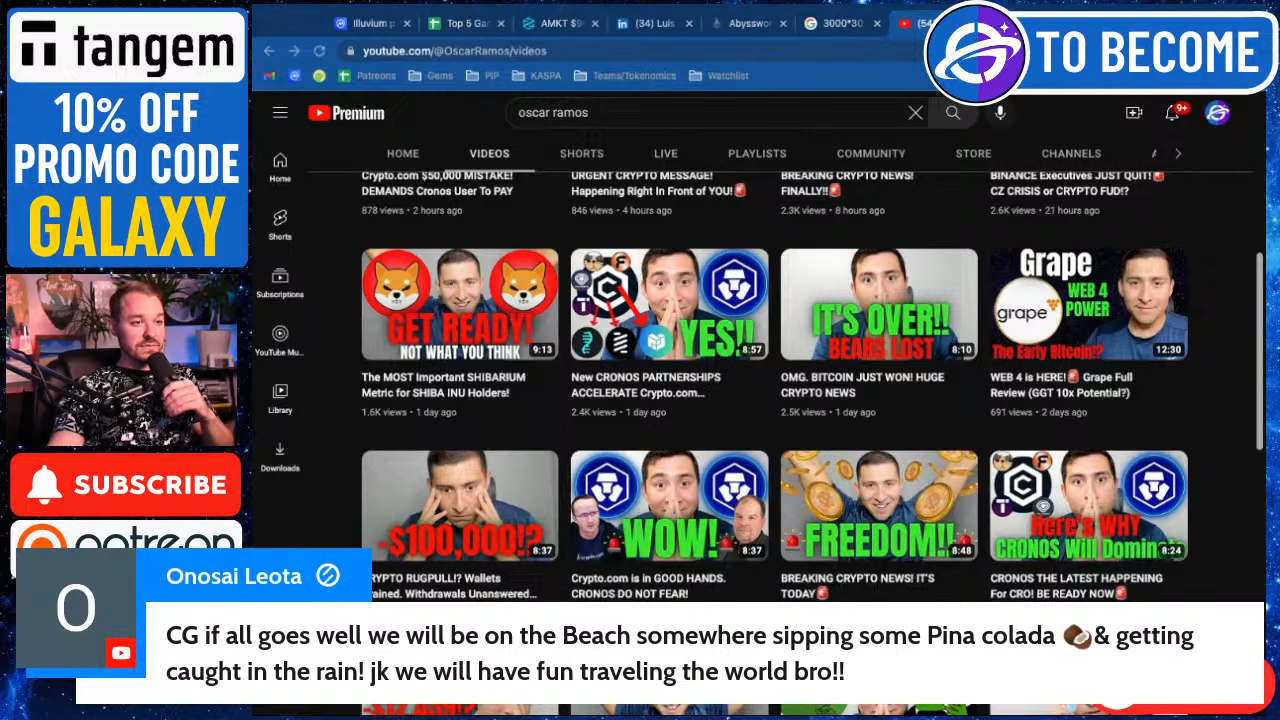 tangem
10% OFF
PROMO CODE
GALAXY
SUBSCRIBE
patreon
Illuvium p
Top 5 Ga
AMKT $9
(34) Luis
Abysswo
3000*30
youtube.com/@OscarRamos/videos
Patreons
Gems
PIP
KASPA
Teams/Tokenomics
Watchlist
TO BECOME
Premium
oscar ramos
9+
HOME
VIDEOS
SHORTS
LIVE
PLAYLISTS
COMMUNITY
STORE
CHANNELS
Home
Shorts
Subscriptions
YouTube Mu...
Library
Downloads
Crypto.com $50,000 MISTAKE!
DEMANDS Cronos User To PAY
878 views • 2 hours ago
URGENT CRYPTO MESSAGE!
Happening Right In Front of YOU!🚨
846 views • 4 hours ago
BREAKING CRYPTO NEWS!
FINALLY!!🚨
2.3K views • 8 hours ago
BINANCE Executives JUST QUIT!🚨
CZ CRISIS or CRYPTO FUD!?
2.6K views • 21 hours ago
GET READY!
NOT WHAT YOU THINK
9:13
The MOST Important SHIBARIUM
Metric for SHIBA INU Holders!
1.6K views • 1 day ago
YES!!
8:57
New CRONOS PARTNERSHIPS
ACCELERATE Crypto.com...
2.4K views • 1 day ago
IT'S OVER!!
BEARS LOST
8:10
OMG. BITCOIN JUST WON! HUGE
CRYPTO NEWS
2.5K views • 1 day ago
Grape
WEB 4
POWER
grape
The Early Bitcoin!?
12:30
WEB 4 is HERE!🚨 Grape Full
Review (GGT 10x Potential?)
691 views • 2 days ago
-$100,000!?
8:37
RYPTO RUGPULL!? Wallets
rained. Withdrawals Unanswered...
WOW!
8:37
Crypto.com is in GOOD HANDS.
CRONOS DO NOT FEAR!
FREEDOM!!
8:48
BREAKING CRYPTO NEWS! IT'S
TODAY🚨
Here's WHY
CRONOS Will Dominate
8:24
CRONOS THE LATEST HAPPENING
For CRO! BE READY NOW🚨
O
Onosai Leota
CG if all goes well we will be on the Beach somewhere sipping some Pina colada 🥥& getting
caught in the rain! jk we will have fun traveling the world bro!!